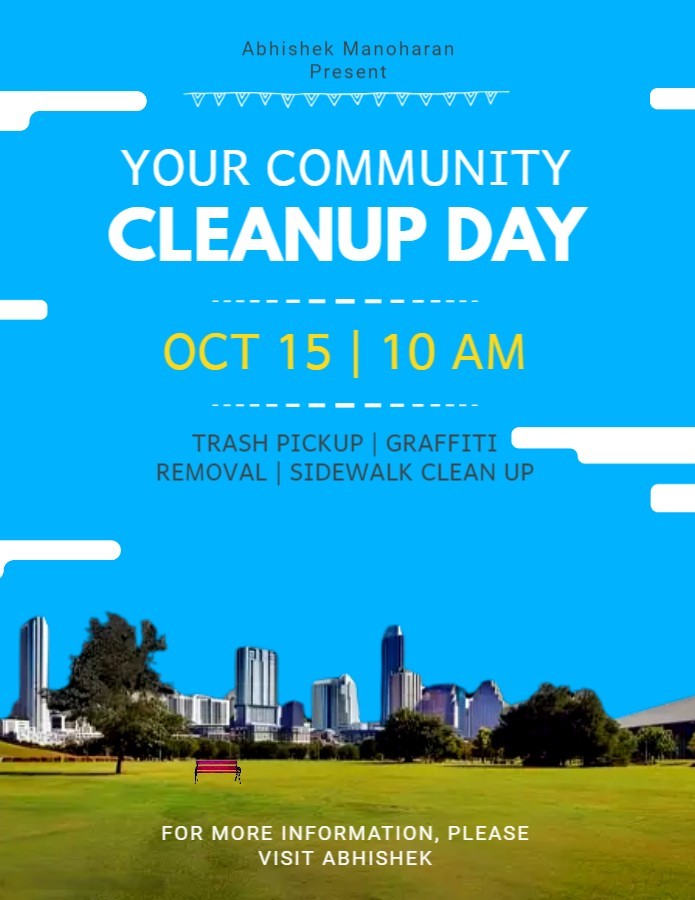 Abhishek Manoharan
Present
YOUR COMMUNITY
CLEANUP DAY
OCT 15 | 10 AM
TRASH PICKUP | GRAFFITI
REMOVAL | SIDEWALK CLEAN UP
FOR MORE INFORMATION, PLEASE
VISIT ABHISHEK